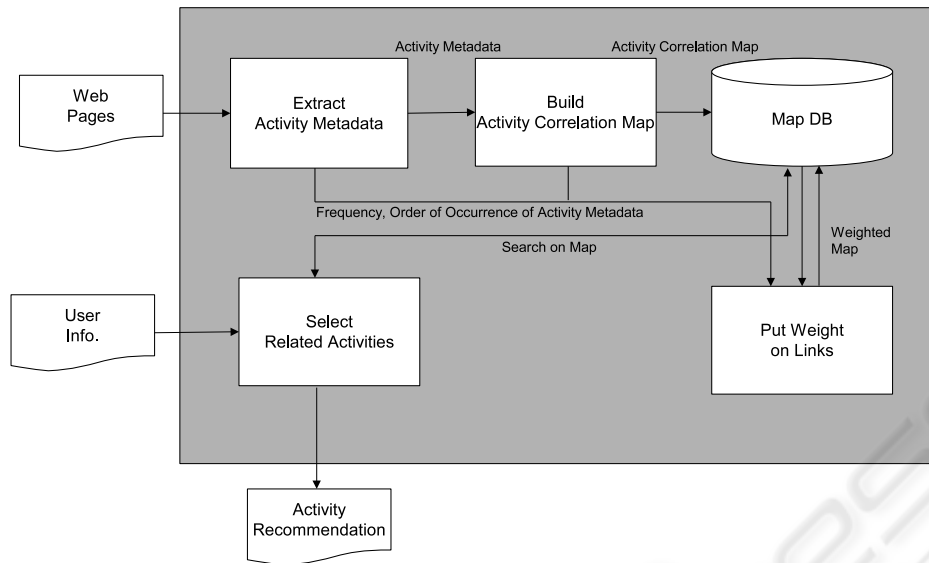 Activity Metadata
Activity Correlation Map
Web
Pages
Extract
Activity Metadata
Build
Activity Correlation Map
Map DB
Frequency, Order of Occurrence of Activity Metadata
Search on Map
Weighted
Map
User
Info.
Select
Related Activities
Put Weight
on Links
Activity
Recommendation